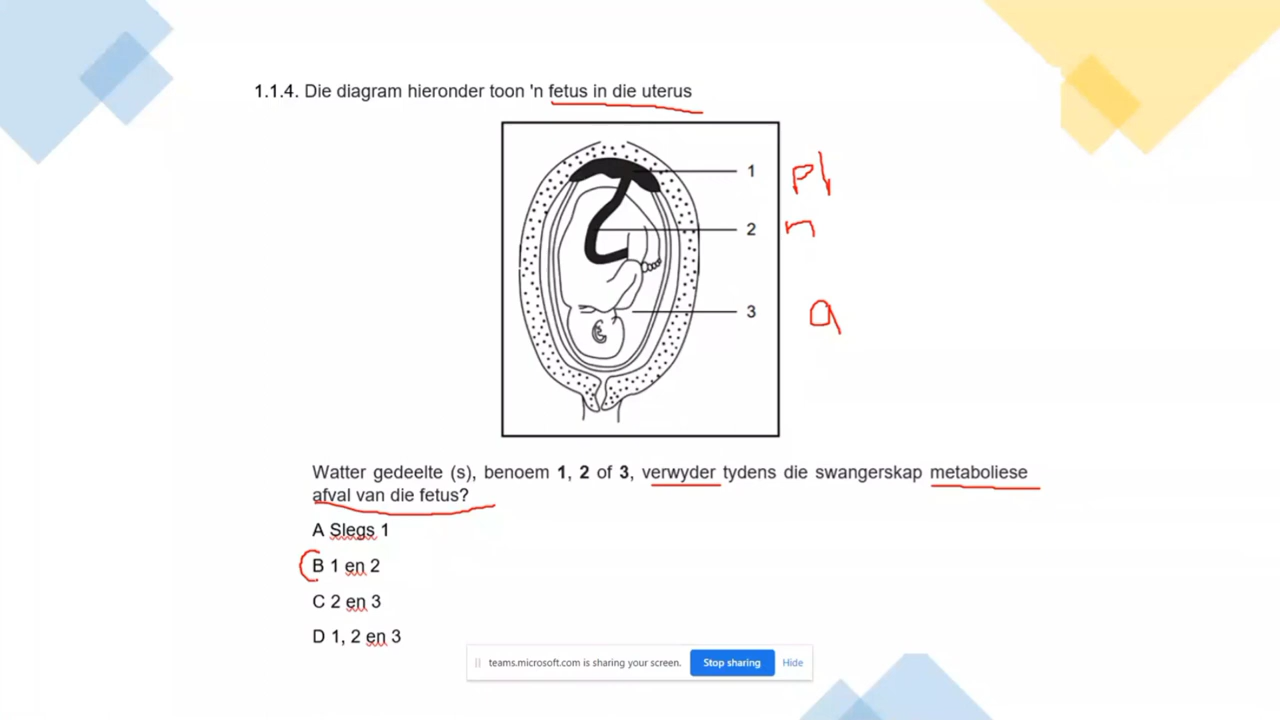 1.1.4. Die diagram hieronder toon 'n fetus in die uterus
1 Pl
2 n
3 a
Watter gedeelte (s), benoem 1, 2 of 3, verwyder tydens die swangerskap metaboliese
afval van die fetus?
A Slegs 1
B 1 en 2
C 2 en 3
D 1, 2 en 3
teams.microsoft.com is sharing your screen. Stop sharing Hide